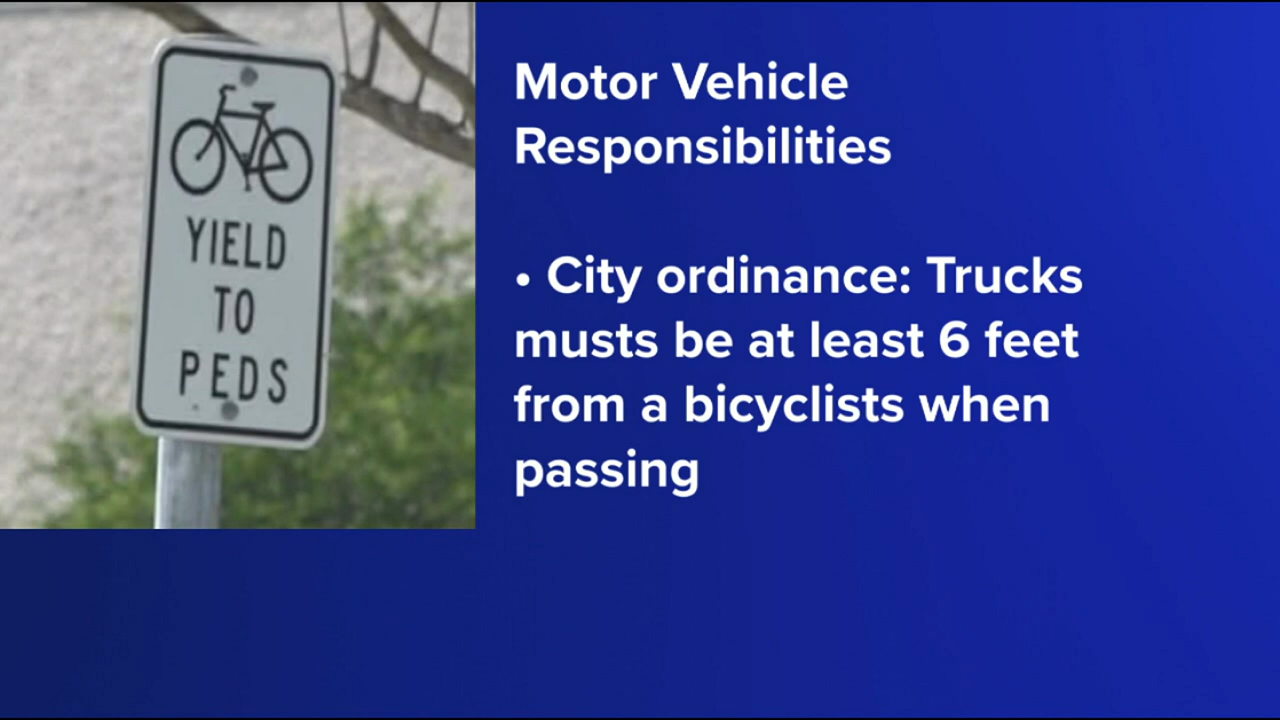 YIELD
TO
PEDS
Motor Vehicle
Responsibilities
• City ordinance: Trucks
musts be at least 6 feet
from a bicyclists when
passing